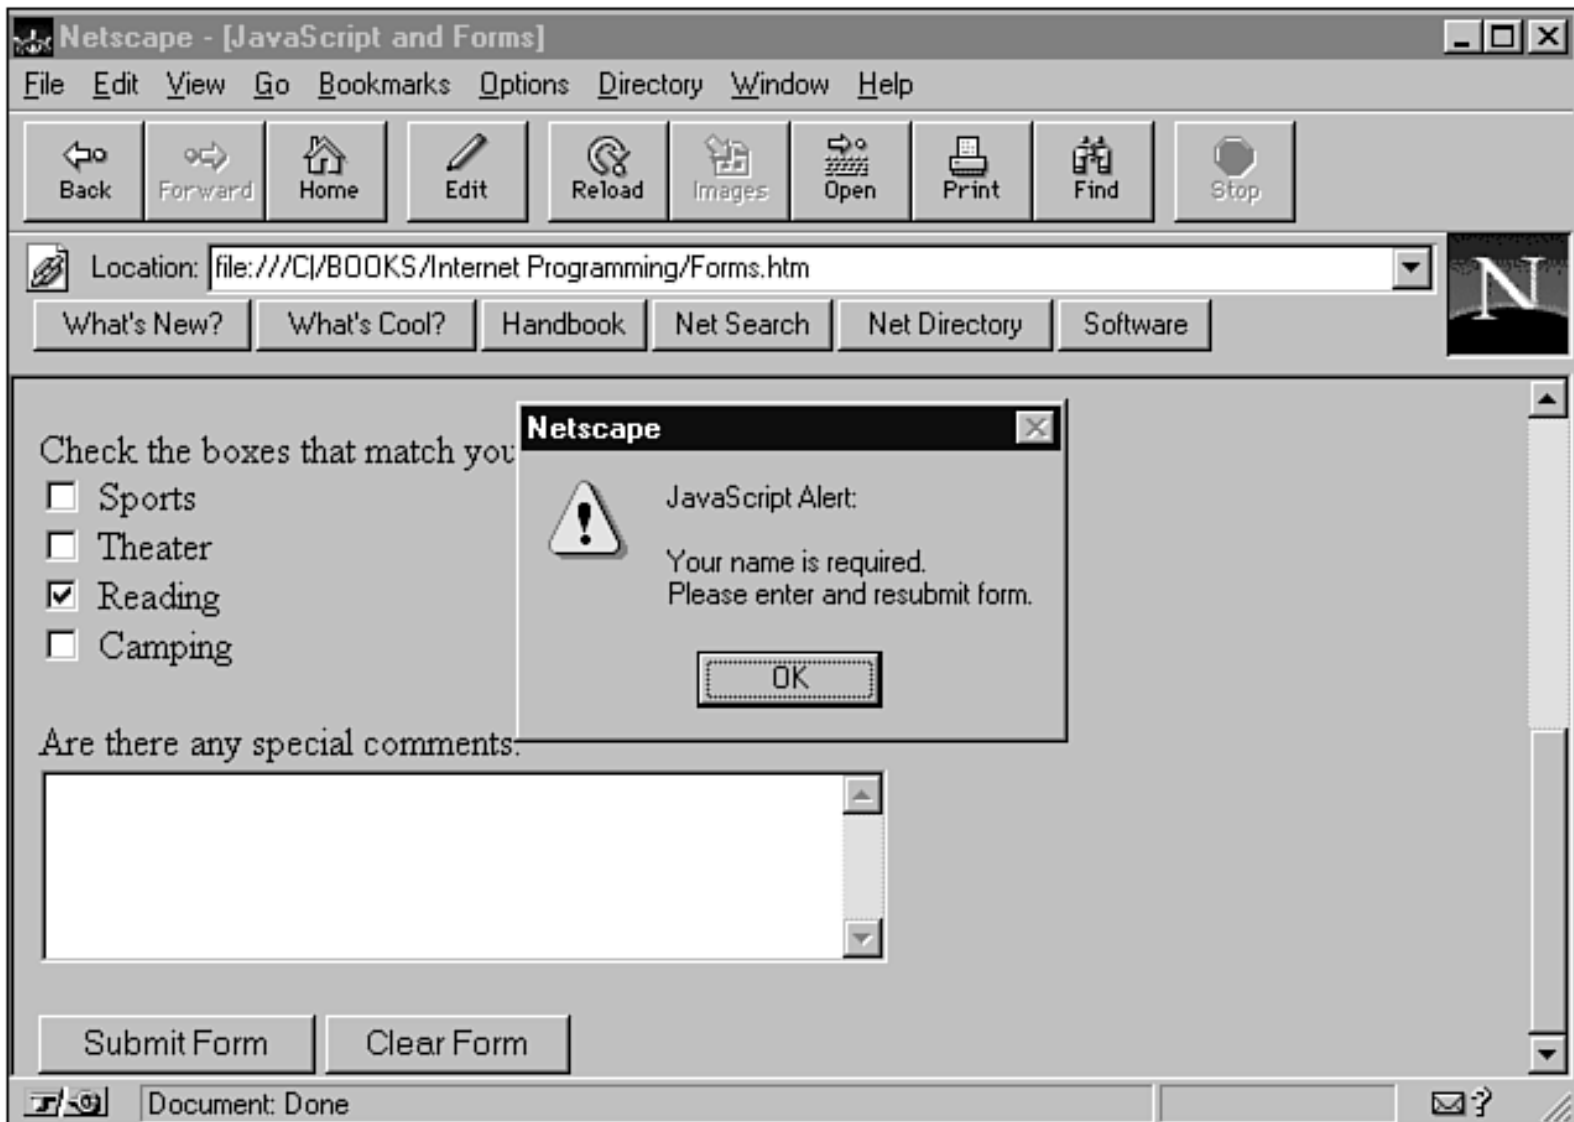 Netscape - [JavaScript and Forms]
File Edit View Go Bookmarks Options Directory Window Help
Back Forward Home Edit Reload Images Open Print Find Stop
Location: file:///C|/BOOKS/Internet Programming/Forms.htm
N
What's New? What's Cool? Handbook Net Search Net Directory Software
Netscape
Check the boxes that match you
Sports
Theater
Reading
Camping
JavaScript Alert:
Your name is required.
Please enter and resubmit form.
OK
Are there any special comments.
Submit Form Clear Form
Document: Done
?